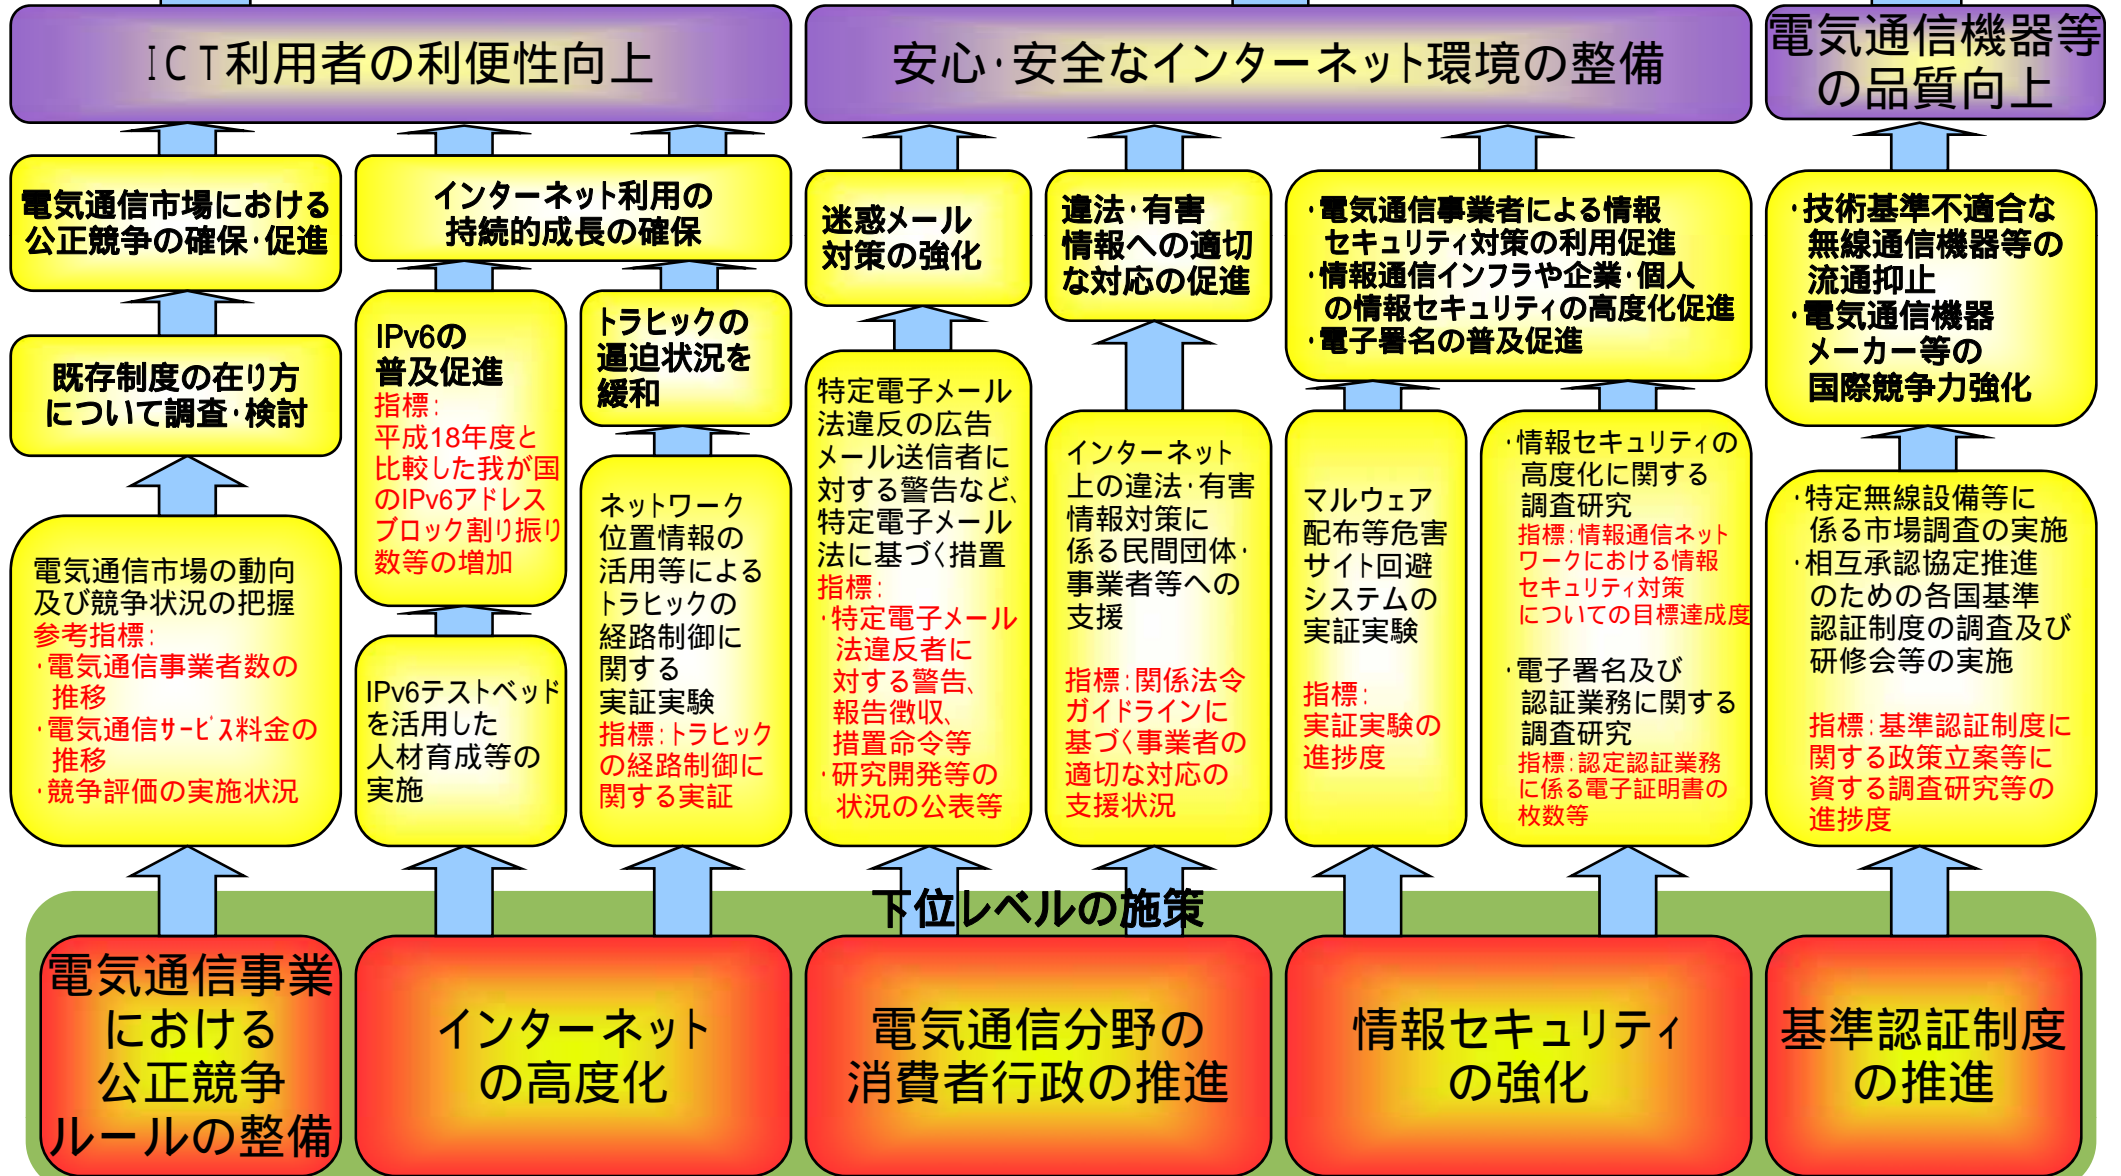 ICT利用者の利便性向上
安心・安全なインターネット環境の整備
電気通信機器等
の品質向上
電気通信市場における
公正競争の確保・促進
インターネット利用の
持続的成長の確保
迷惑メール
対策の強化
違法・有害
情報への適切
な対応の促進
・電気通信事業者による情報
セキュリティ対策の利用促進
・情報通信インフラや企業・個人
の情報セキュリティの高度化促進
・電子署名の普及促進
・技術基準不適合な
無線通信機器等の
流通抑止
・電気通信機器
メーカー等の
国際競争力強化
既存制度の在り方
について調査・検討
IPv6の
普及促進
指標:
平成18年度と
比較した我が国
のIPv6アドレス
ブロック割り振り
数等の増加
トラヒックの
逼迫状況を
緩和
電気通信市場の動向
及び競争状況の把握
参考指標:
・電気通信事業者数の
推移
・電気通信ｻｰﾋﾞｽ料金の
推移
・競争評価の実施状況
IPv6テストベッド
を活用した
人材育成等の
実施
ネットワーク
位置情報の
活用等による
トラヒックの
経路制御に
関する
実証実験
指標:トラヒック
の経路制御に
関する実証
特定電子メール
法違反の広告
メール送信者に
対する警告など、
特定電子メール
法に基づく措置
指標:
・特定電子メール
法違反者に
対する警告、
報告徴収、
措置命令等
・研究開発等の
状況の公表等
インターネット
上の違法・有害
情報対策に
係る民間団体・
事業者等への
支援
指標:関係法令
ガイドラインに
基づく事業者の
適切な対応の
支援状況
マルウェア
配布等危害
サイト回避
システムの
実証実験
指標:
実証実験の
進捗度
・情報セキュリティの
高度化に関する
調査研究
指標:情報通信ネット
ワークにおける情報
セキュリティ対策
についての目標達成度
・電子署名及び
認証業務に関する
調査研究
指標:認定認証業務
に係る電子証明書の
枚数等
・特定無線設備等に
係る市場調査の実施
・相互承認協定推進
のための各国基準
認証制度の調査及び
研修会等の実施
指標:基準認証制度に
関する政策立案等に
資する調査研究等の
進捗度
下位レベルの施策
電気通信事業
における
公正競争
ルールの整備
インターネット
の高度化
電気通信分野の
消費者行政の推進
情報セキュリティ
の強化
基準認証制度
の推進